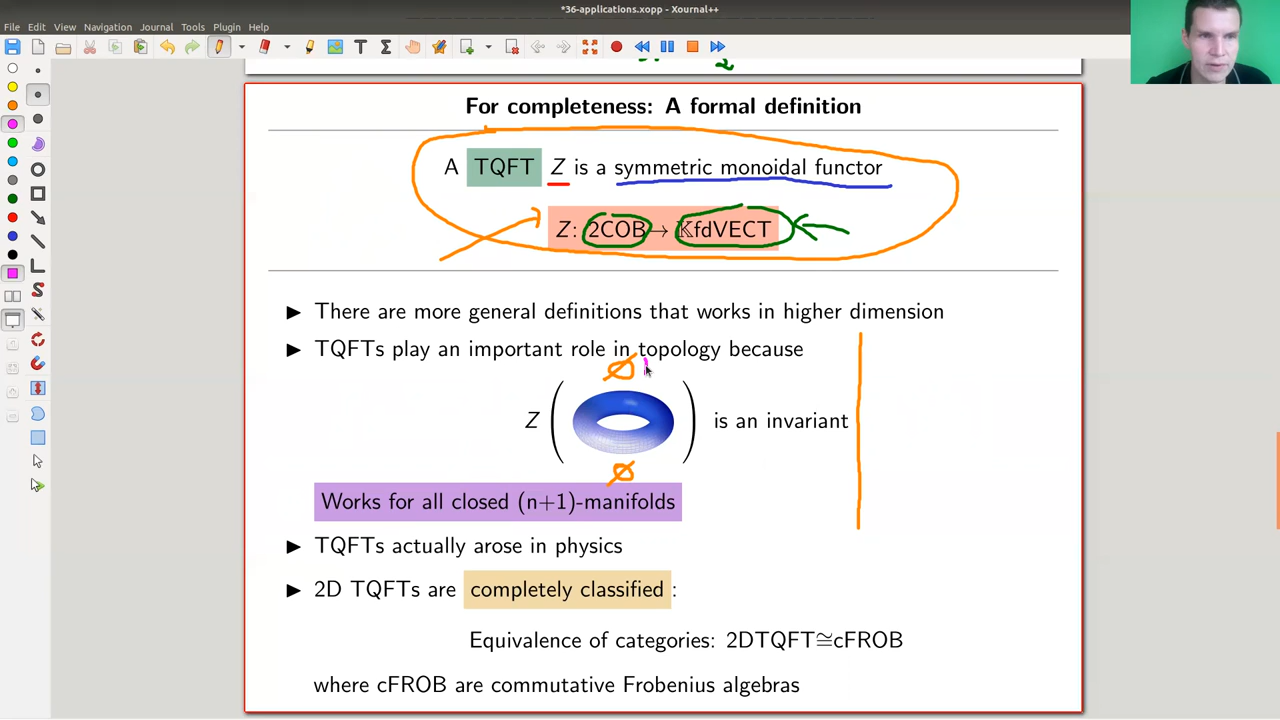 *36-applications.xopp - Xournal++
File Edit View Navigation Journal Tools Plugin Help
For completeness: A formal definition
A TQFT Z is a symmetric monoidal functor
Z: 2COB → 𝕂fdVECT
▶ There are more general definitions that works in higher dimension
▶ TQFTs play an important role in topology because
∅
Z ( ) is an invariant
∅
Works for all closed (n+1)-manifolds
▶ TQFTs actually arose in physics
▶ 2D TQFTs are completely classified :
Equivalence of categories: 2DTQFT≅cFROB
where cFROB are commutative Frobenius algebras